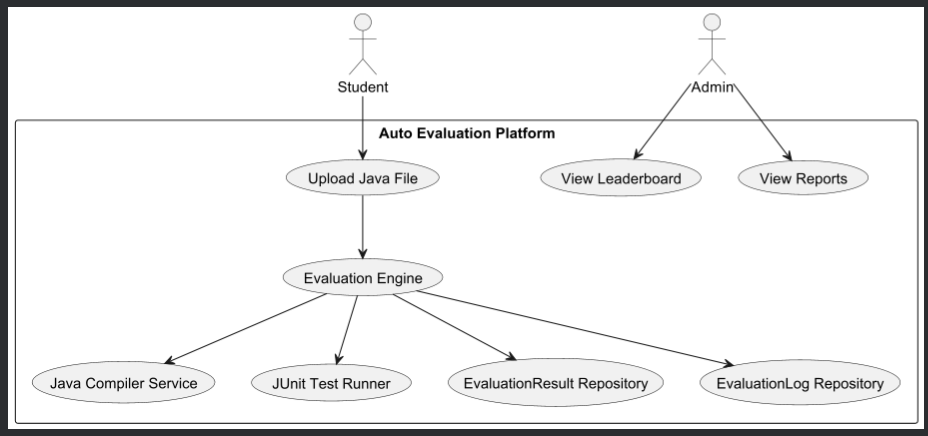 Student
Admin
Auto Evaluation Platform
Upload Java File
View Leaderboard
View Reports
Evaluation Engine
Java Compiler Service
JUnit Test Runner
EvaluationResult Repository
EvaluationLog Repository